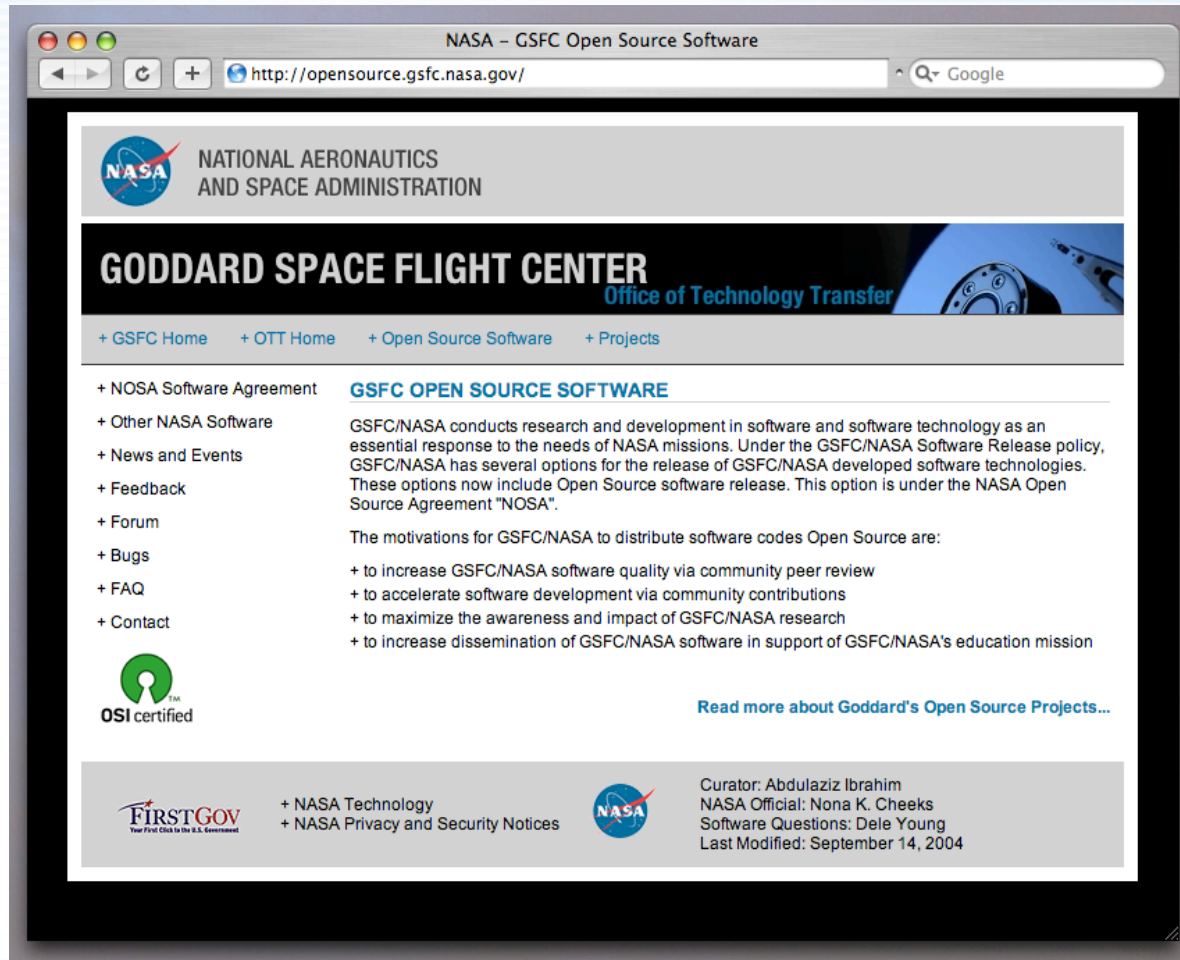 NASA – GSFC Open Source Software
http://opensource.gsfc.nasa.gov/
Google
NASA
NATIONAL AERONAUTICS
AND SPACE ADMINISTRATION
GODDARD SPACE FLIGHT CENTER
Office of Technology Transfer
+ GSFC Home + OTT Home + Open Source Software + Projects
+ NOSA Software Agreement
+ Other NASA Software
+ News and Events
+ Feedback
+ Forum
+ Bugs
+ FAQ
+ Contact
OSI certified
TM
GSFC OPEN SOURCE SOFTWARE
GSFC/NASA conducts research and development in software and software technology as an
essential response to the needs of NASA missions. Under the GSFC/NASA Software Release policy,
GSFC/NASA has several options for the release of GSFC/NASA developed software technologies.
These options now include Open Source software release. This option is under the NASA Open
Source Agreement "NOSA".
The motivations for GSFC/NASA to distribute software codes Open Source are:
+ to increase GSFC/NASA software quality via community peer review
+ to accelerate software development via community contributions
+ to maximize the awareness and impact of GSFC/NASA research
+ to increase dissemination of GSFC/NASA software in support of GSFC/NASA's education mission
Read more about Goddard's Open Source Projects...
FIRSTGOV
Your First Click to the U.S. Government
+ NASA Technology
+ NASA Privacy and Security Notices
NASA
Curator: Abdulaziz Ibrahim
NASA Official: Nona K. Cheeks
Software Questions: Dele Young
Last Modified: September 14, 2004